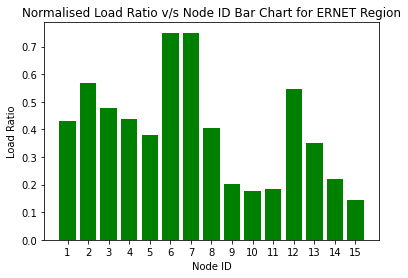 Normalised Load Ratio v/s Node ID Bar Chart for ERNET Region
Load Ratio
0.7
0.6
0.5
0.4
0.3
0.2
0.1
0.0
1 2 3 4 5 6 7 8 9 10 11 12 13 14 15
Node ID